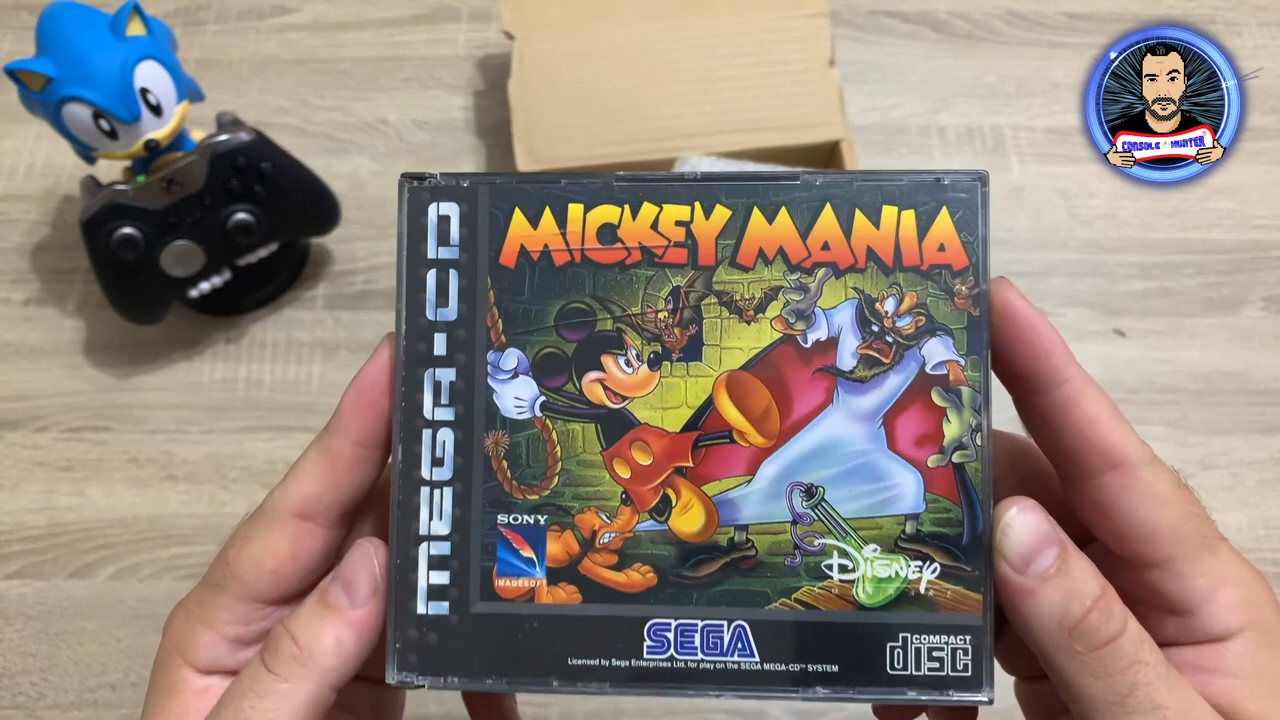 CONSOLE HUNTER
MEGA-CD
MICKEY MANIA
SONY
IMAGESOFT
Disney
SOFTWARE
SEGA
COMPACT
disc
Licensed by Sega Enterprises Ltd. for play on the SEGA MEGA-CD™ SYSTEM